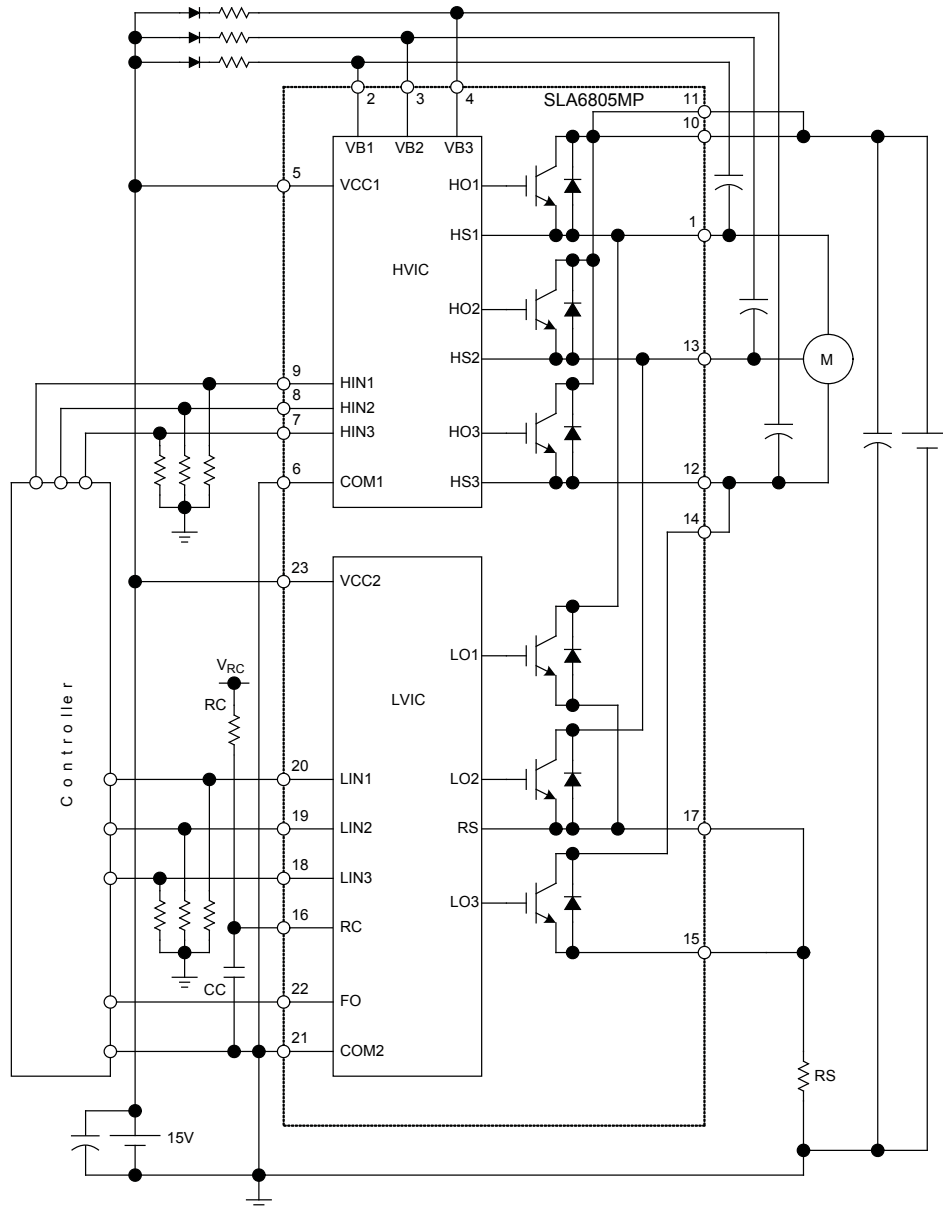 SLA6805MP
2
3
4
11
10
VB1
VB2
VB3
5
VCC1
HO1
1
HS1
HVIC
HO2
13
HS2
M
9
HIN1
8
HIN2
7
HIN3
HO3
6
COM1
HS3
12
14
23
VCC2
LO1
VRC
RC
LVIC
Controller
20
LIN1
LO2
19
LIN2
RS
17
18
LIN3
LO3
16
RC
15
CC
22
FO
21
COM2
RS
15V